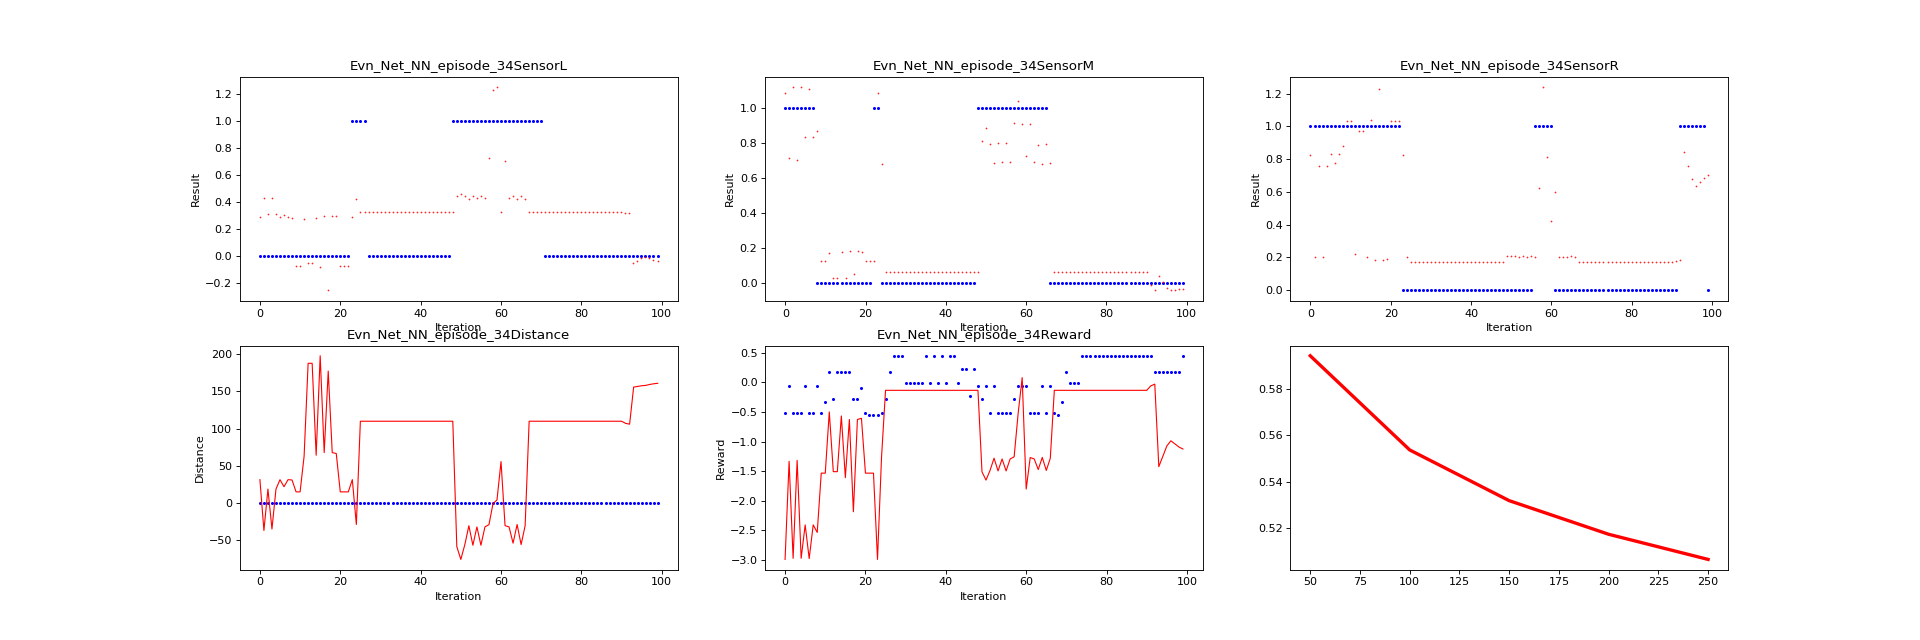 Evn_Net_NN_episode_34SensorL
Result
1.2
1.0
0.8
0.6
0.4
0.2
0.0
−0.2
0 20 40 60 80 100
Iteration
Evn_Net_NN_episode_34SensorM
Result
1.0
0.8
0.6
0.4
0.2
0.0
0 20 40 60 80 100
Iteration
Evn_Net_NN_episode_34SensorR
Result
1.2
1.0
0.8
0.6
0.4
0.2
0.0
0 20 40 60 80 100
Iteration
Evn_Net_NN_episode_34Distance
Distance
200
150
100
50
0
−50
0 20 40 60 80 100
Iteration
Evn_Net_NN_episode_34Reward
Reward
0.5
0.0
−0.5
−1.0
−1.5
−2.0
−2.5
−3.0
0 20 40 60 80 100
Iteration
0.58
0.56
0.54
0.52
50 75 100 125 150 175 200 225 250